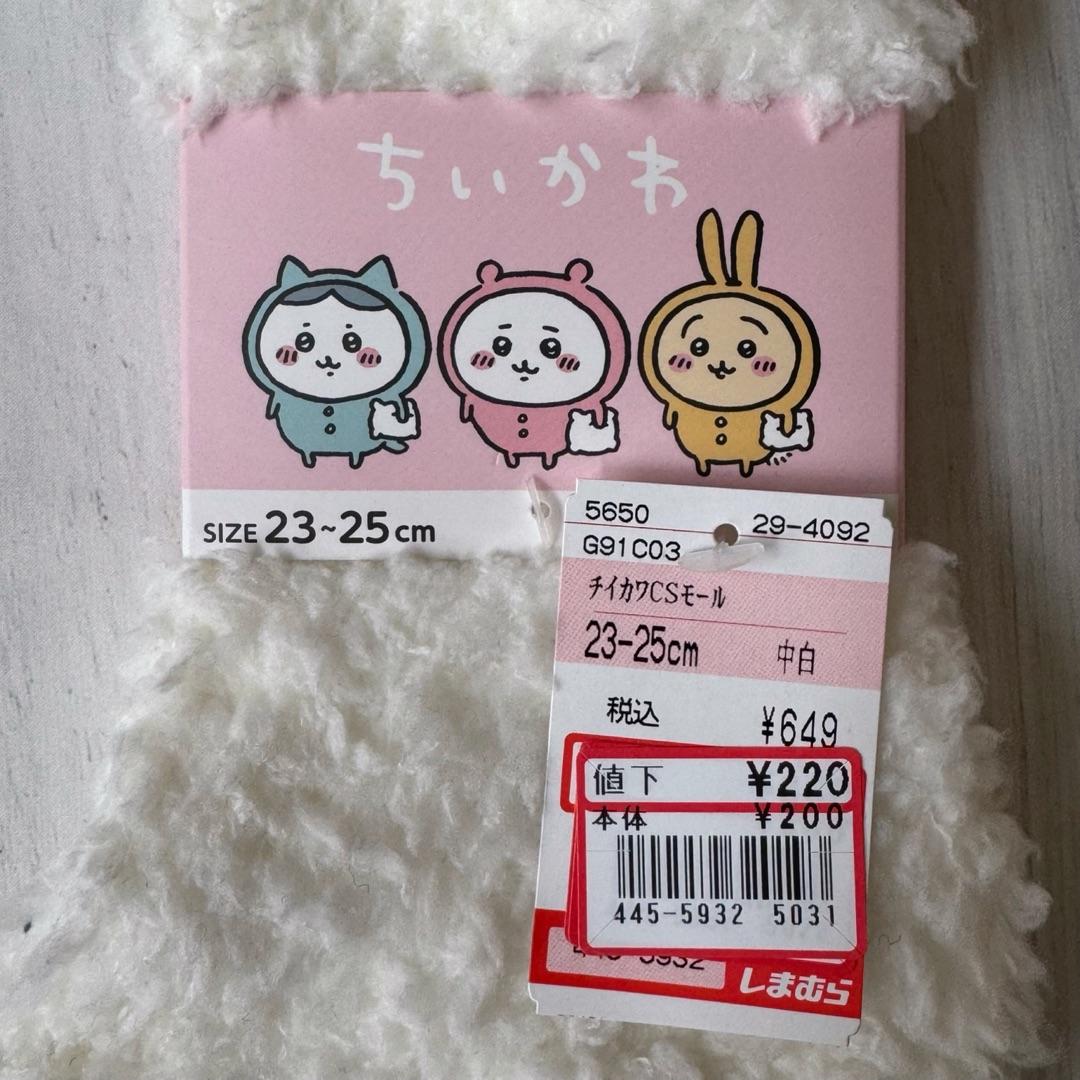 ちいかわ
SIZE 23~25cm
5650 29-4092
G91C03
チイカワCSモール
23-25cm 中白
税込 ¥649
値下 ¥220
本体 ¥200
445-5932 5031
しまむら